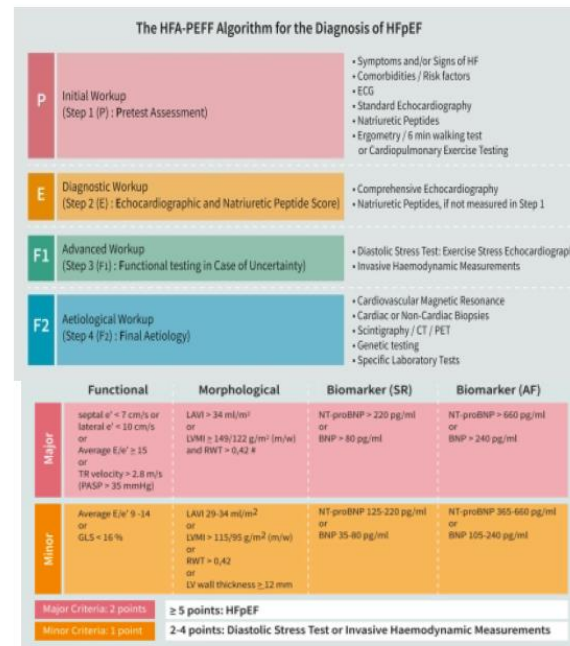 The HFA-PEFF Algorithm for the Diagnosis of HFpEF
P
Initial Workup
(Step 1 (P) : Pretest Assessment)
• Symptoms and/or Signs of HF
• Comorbidities / Risk factors
• ECG
• Standard Echocardiography
• Natriuretic Peptides
• Ergometry / 6 min walking test
or Cardiopulmonary Exercise Testing
E
Diagnostic Workup
(Step 2 (E) : Echocardiographic and Natriuretic Peptide Score)
• Comprehensive Echocardiography
• Natriuretic Peptides, if not measured in Step 1
F1
Advanced Workup
(Step 3 (F1) : Functional testing in Case of Uncertainty)
• Diastolic Stress Test: Exercise Stress Echocardiograph
• Invasive Haemodynamic Measurements
F2
Aetiological Workup
(Step 4 (F2) : Final Aetiology)
• Cardiovascular Magnetic Resonance
• Cardiac or Non-Cardiac Biopsies
• Scintigraphy / CT / PET
• Genetic testing
• Specific Laboratory Tests
Functional Morphological Biomarker (SR) Biomarker (AF)
Major
septal e' < 7 cm/s or
lateral e' < 10 cm/s
or
Average E/e' ≥ 15
or
TR velocity > 2.8 m/s
(PASP > 35 mmHg)
LAVI > 34 ml/m²
or
LVMI ≥ 149/122 g/m² (m/w)
and RWT > 0,42 #
NT-proBNP > 220 pg/ml
or
BNP > 80 pg/ml
NT-proBNP > 660 pg/ml
or
BNP > 240 pg/ml
Minor
Average E/e' 9 -14
or
GLS < 16 %
LAVI 29-34 ml/m²
or
LVMI > 115/95 g/m² (m/w)
or
RWT > 0,42
or
LV wall thickness ≥ 12 mm
NT-proBNP 125-220 pg/ml
or
BNP 35-80 pg/ml
NT-proBNP 365-660 pg/ml
or
BNP 105-240 pg/ml
Major Criteria: 2 points
≥ 5 points: HFpEF
Minor Criteria: 1 point
2-4 points: Diastolic Stress Test or Invasive Haemodynamic Measurements